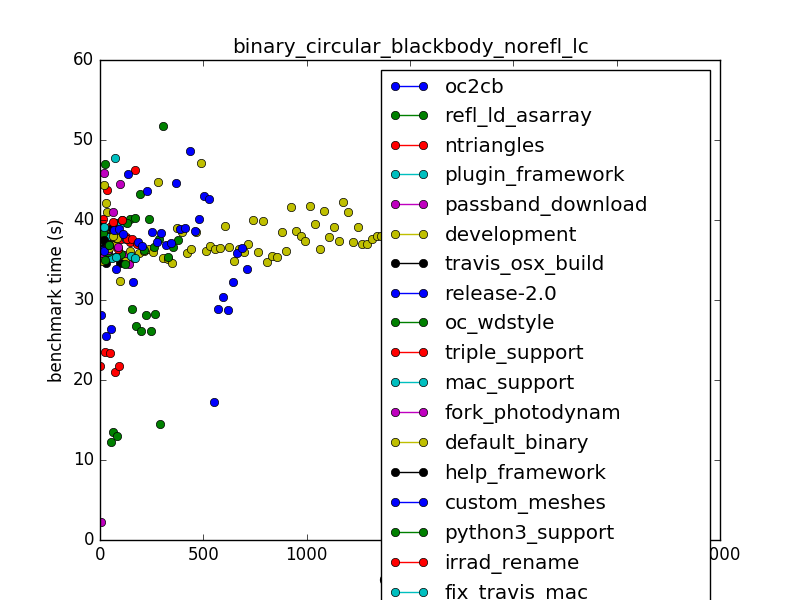 binary_circular_blackbody_norefl_lc
60
50
40
30
20
10
0
benchmark time (s)
0
500
1000
000
oc2cb
refl_ld_asarray
ntriangles
plugin_framework
passband_download
development
travis_osx_build
release-2.0
oc_wdstyle
triple_support
mac_support
fork_photodynam
default_binary
help_framework
custom_meshes
python3_support
irrad_rename
fix_travis_mac